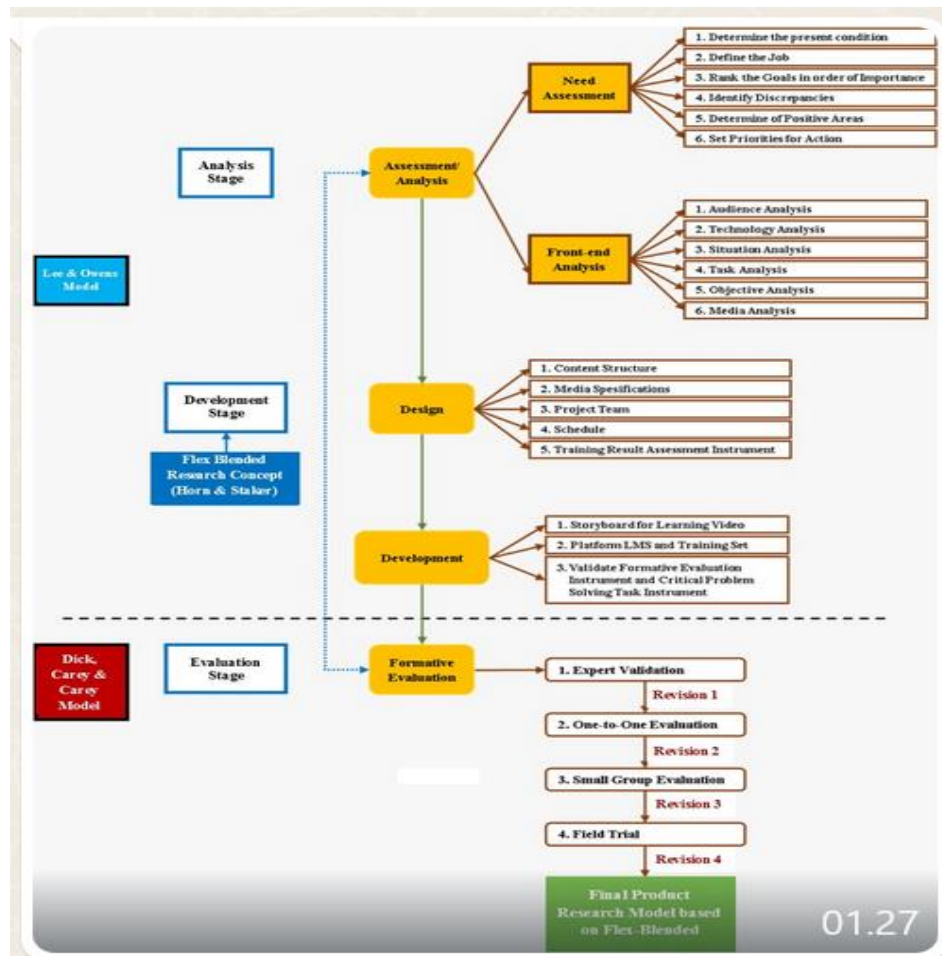 1. Determine the present condition
2. Define the Job
3. Rank the Goals in order of Importance
4. Identify Discrepancies
5. Determine of Positive Areas
6. Set Priorities for Action
Need
Assessment
Analysis
Stage
Assessment/
Analysis
Front-end
Analysis
1. Audience Analysis
2. Technology Analysis
3. Situation Analysis
4. Task Analysis
5. Objective Analysis
6. Media Analysis
Lee & Owens
Model
Development
Stage
Flex Blended
Research Concept
(Horn & Staker)
Design
1. Content Structure
2. Media Spesifications
3. Project Team
4. Schedule
5. Training Result Assessment Instrument
Development
1. Storyboard for Learning Video
2. Platform LMS and Training Set
3. Validate Formative Evaluation
Instrument and Critical Problem
Solving Task Instrument
Dick,
Carey &
Carey
Model
Evaluation
Stage
Formative
Evaluation
1. Expert Validation
Revision 1
2. One-to-One Evaluation
Revision 2
3. Small Group Evaluation
Revision 3
4. Field Trial
Revision 4
Final Product
Research Model based
on Flex-Blended
01.27